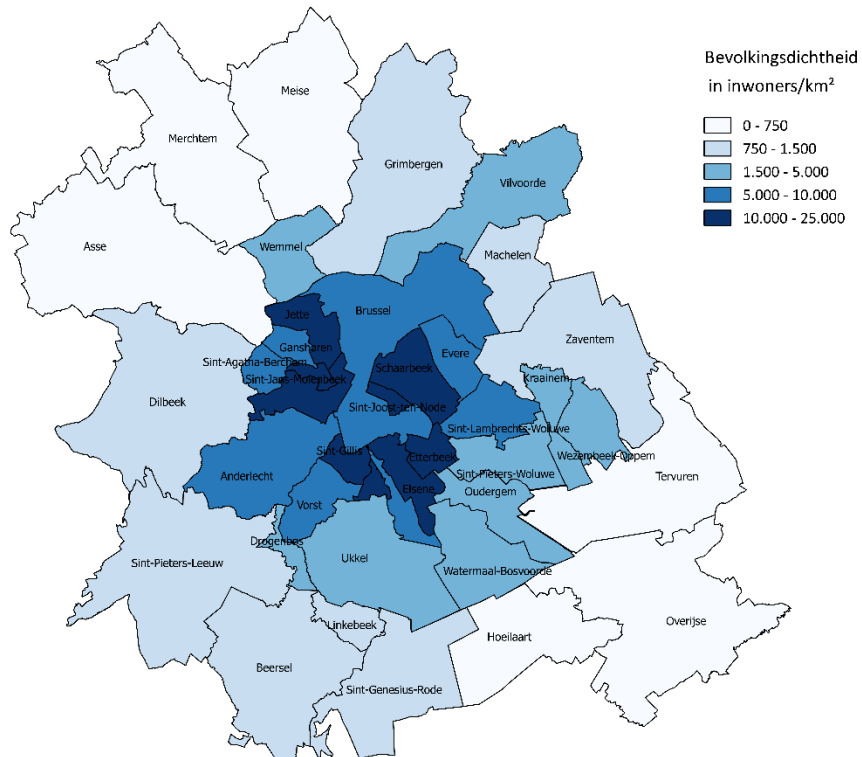 Bevolkingsdichtheid
in inwoners/km²
0 - 750
750 - 1.500
1.500 - 5.000
5.000 - 10.000
10.000 - 25.000
Meise
Merchtem
Grimbergen
Vilvoorde
Asse
Wemmel
Machelen
Jette
Brussel
Zaventem
Gansharen
Evere
Sint-Agatha-Berchem
Schaarbeek
Kraainem
Sint-Jans-Molenbeek
Dilbeek
Sint-Joost-ten-Node
Sint-Lambrechts-Woluwe
Sint-Gillis
Etterbeek
Wezembeek-Oppem
Anderlecht
Sint-Pieters-Woluwe
Tervuren
Elsene
Oudergem
Vorst
Drogenbos
Ukkel
Sint-Pieters-Leeuw
Watermaal-Bosvoorde
Linkebeek
Hoeilaart
Overijse
Beersel
Sint-Genesius-Rode